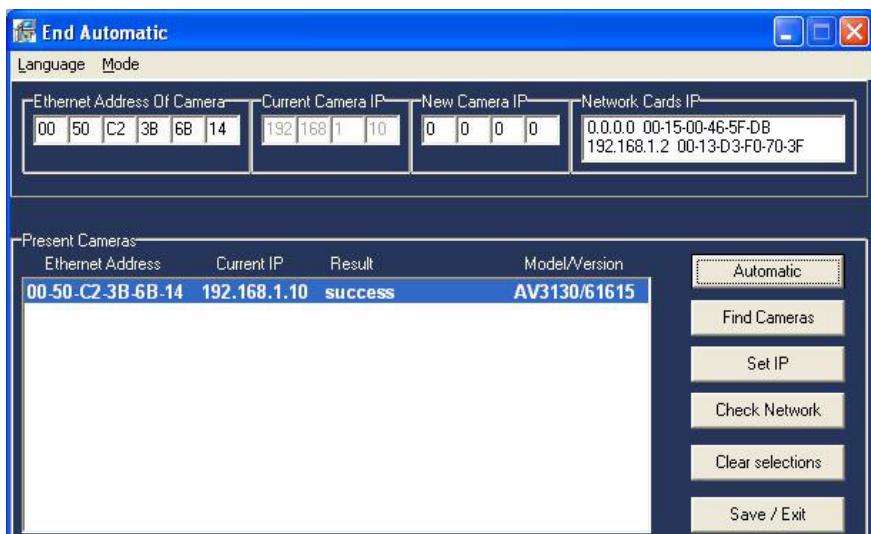 End Automatic
Language Mode
Ethernet Address Of Camera Current Camera IP New Camera IP Network Cards IP
00 50 C2 3B 6B 14 192 168 1 10 0 0 0 0 0.0.0.0 00-15-00-46-5F-DB
192.168.1.2 00-13-D3-F0-70-3F
Present Cameras
Ethernet Address Current IP Result Model/Version
00-50-C2-3B-6B-14 192.168.1.10 success AV3130/61615
Automatic
Find Cameras
Set IP
Check Network
Clear selections
Save / Exit